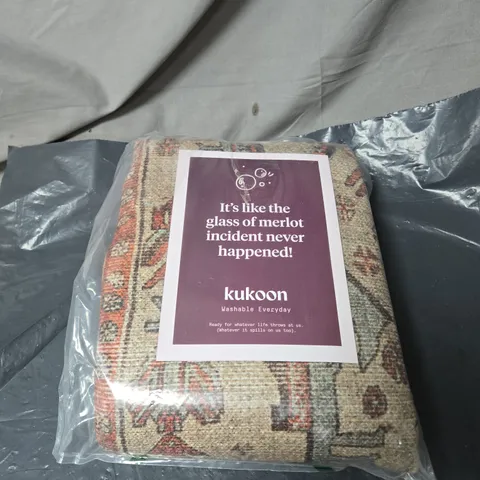 It's like the
glass of merlot
incident never
happened!
kukoon
Washable Everyday
Ready for whatever life throws at us.
(Whatever is spills on us too).